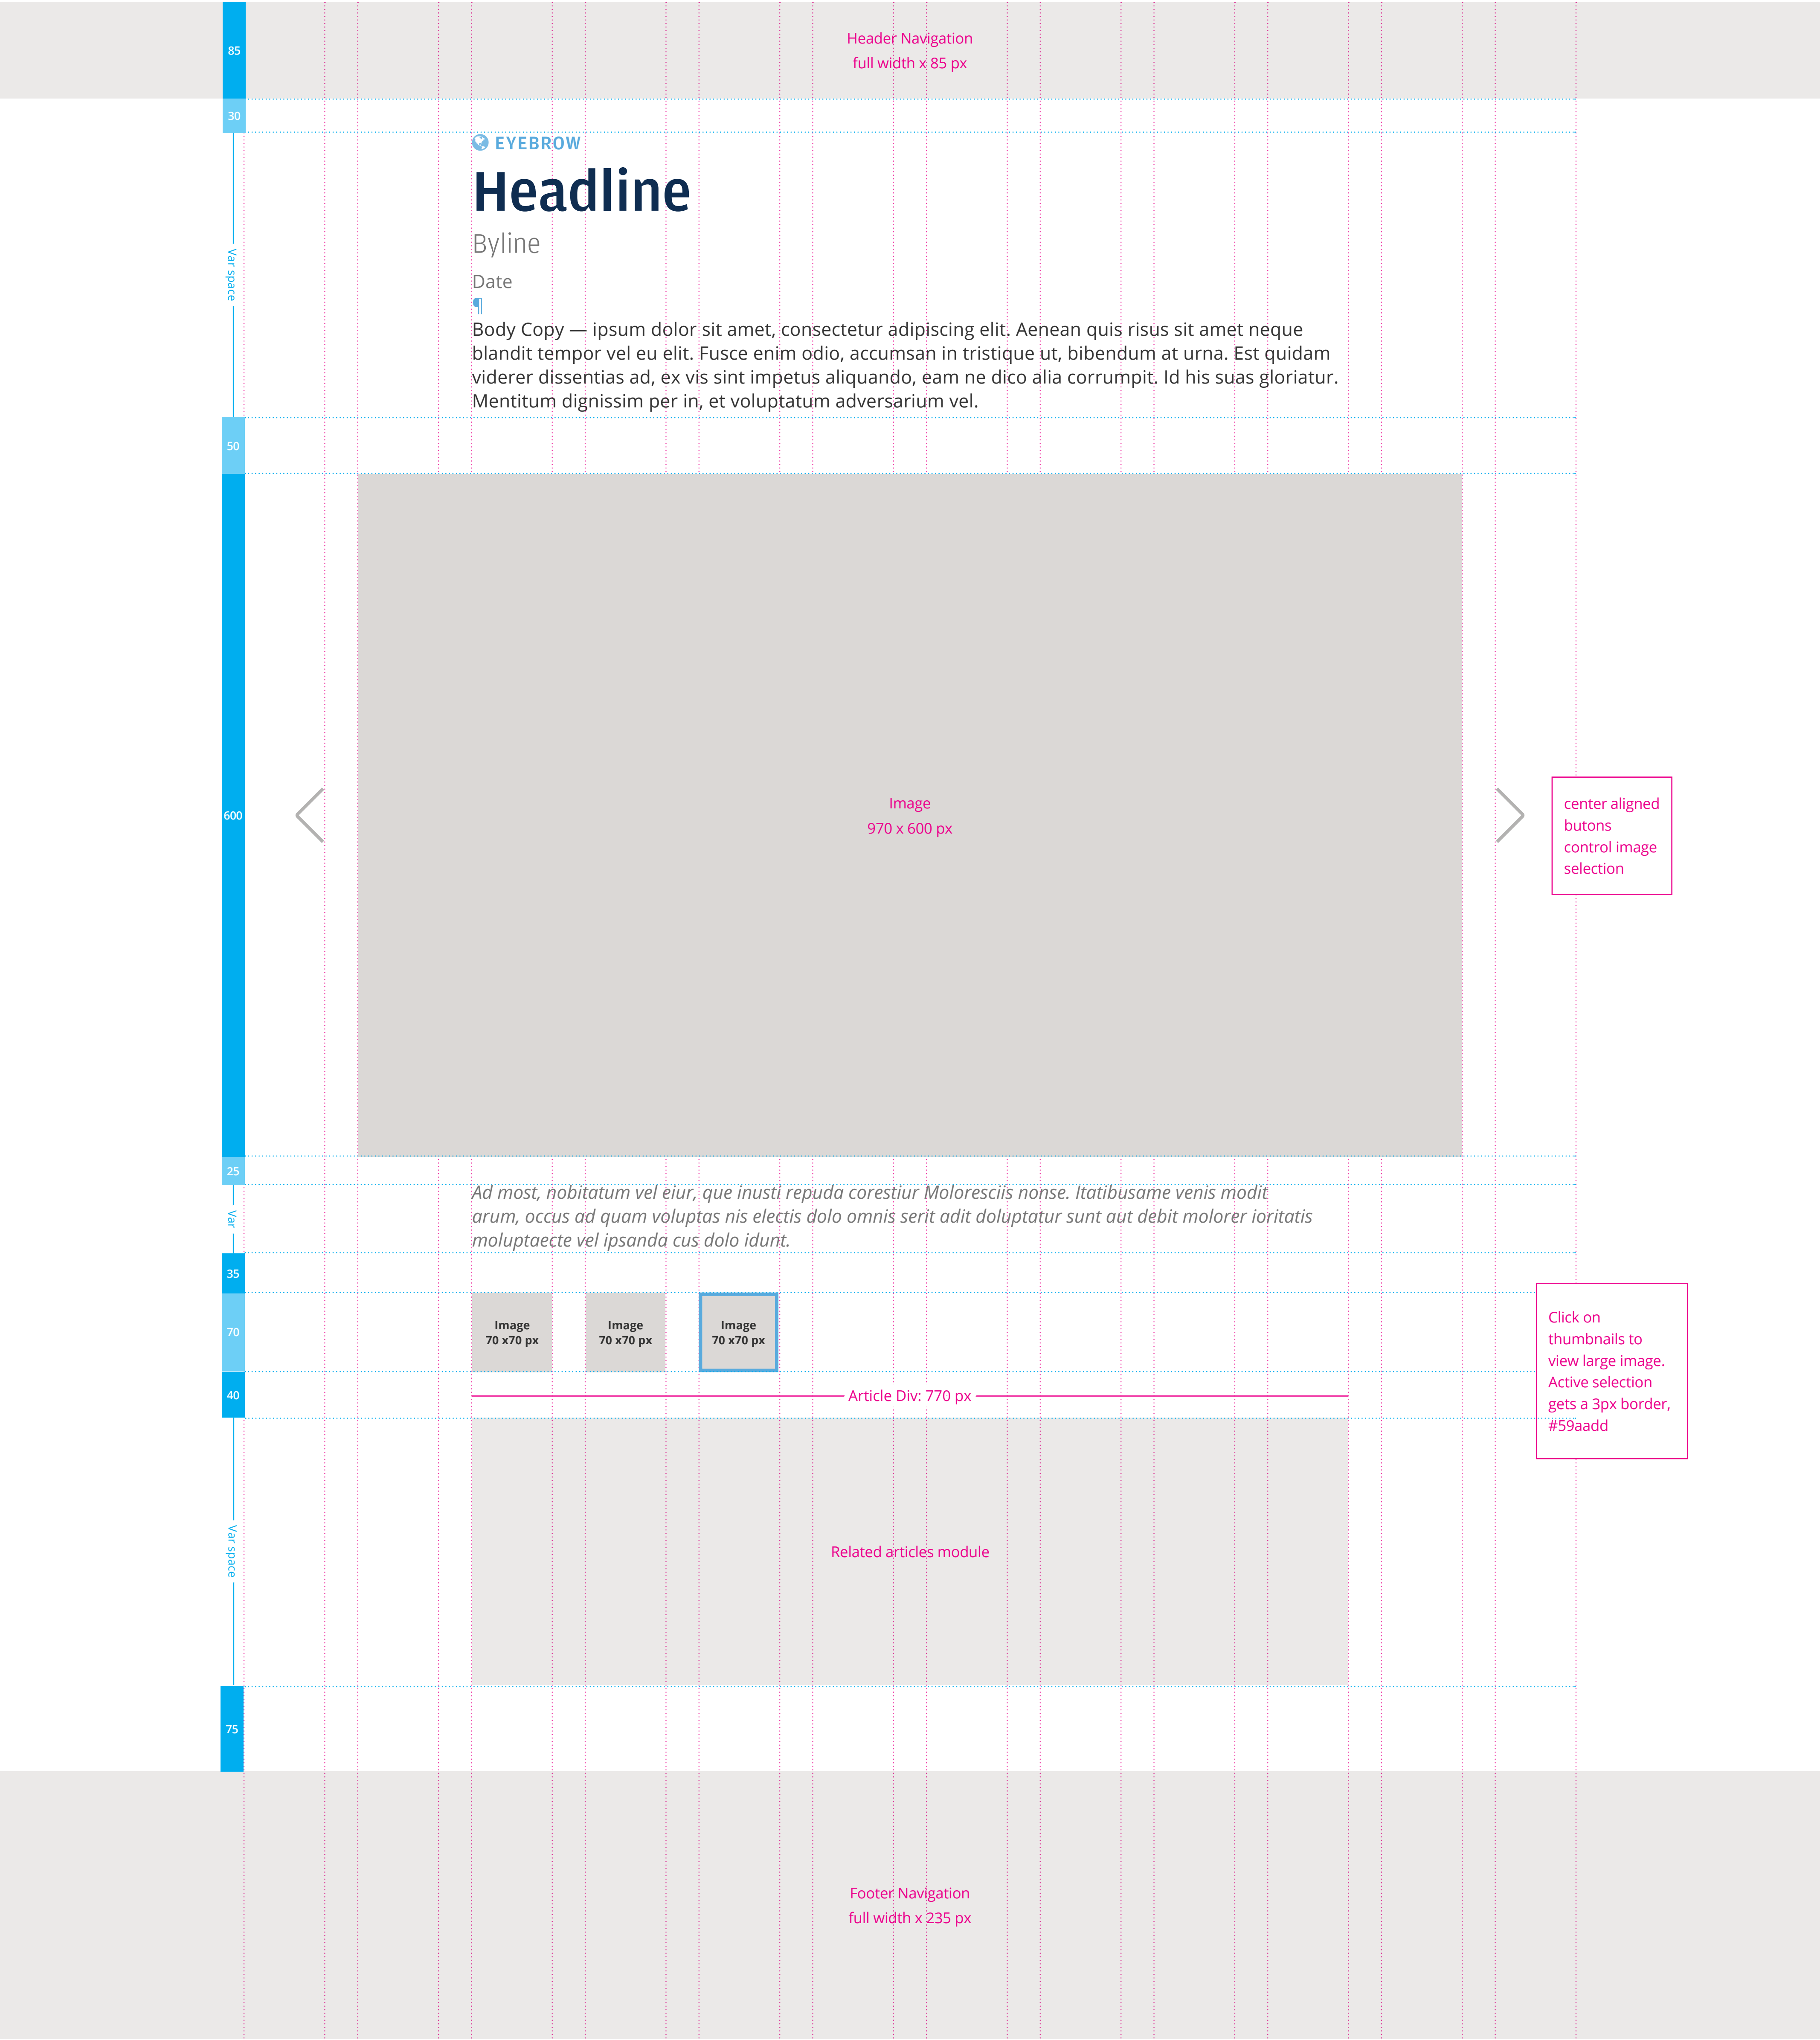 85
Header Navigation
full width x 85 px
30
EYEBROW
Headline
Byline
Var space
Date
¶
Body Copy — ipsum dolor sit amet, consectetur adipiscing elit. Aenean quis risus sit amet neque
blandit tempor vel eu elit. Fusce enim odio, accumsan in tristique ut, bibendum at urna. Est quidam
viderer dissentias ad, ex vis sint impetus aliquando, eam ne dico alia corrumpit. Id his suas gloriatur.
Mentitum dignissim per in, et voluptatum adversarium vel.
50
600
Image
970 x 600 px
center aligned
butons
control image
selection
25
Var
Ad most, nobitatum vel eiur, que inusti repuda corestiur Moloresciis nonse. Itatibusame venis modit
arum, occus ad quam voluptas nis electis dolo omnis serit adit doluptatur sunt aut debit molorer ioritatis
moluptaecte vel ipsanda cus dolo idunt.
35
70
Image
70 x70 px
Image
70 x70 px
Image
70 x70 px
Click on
thumbnails to
view large image.
Active selection
gets a 3px border,
#59aadd
40
Article Div: 770 px
Var space
Related articles module
75
Footer Navigation
full width x 235 px